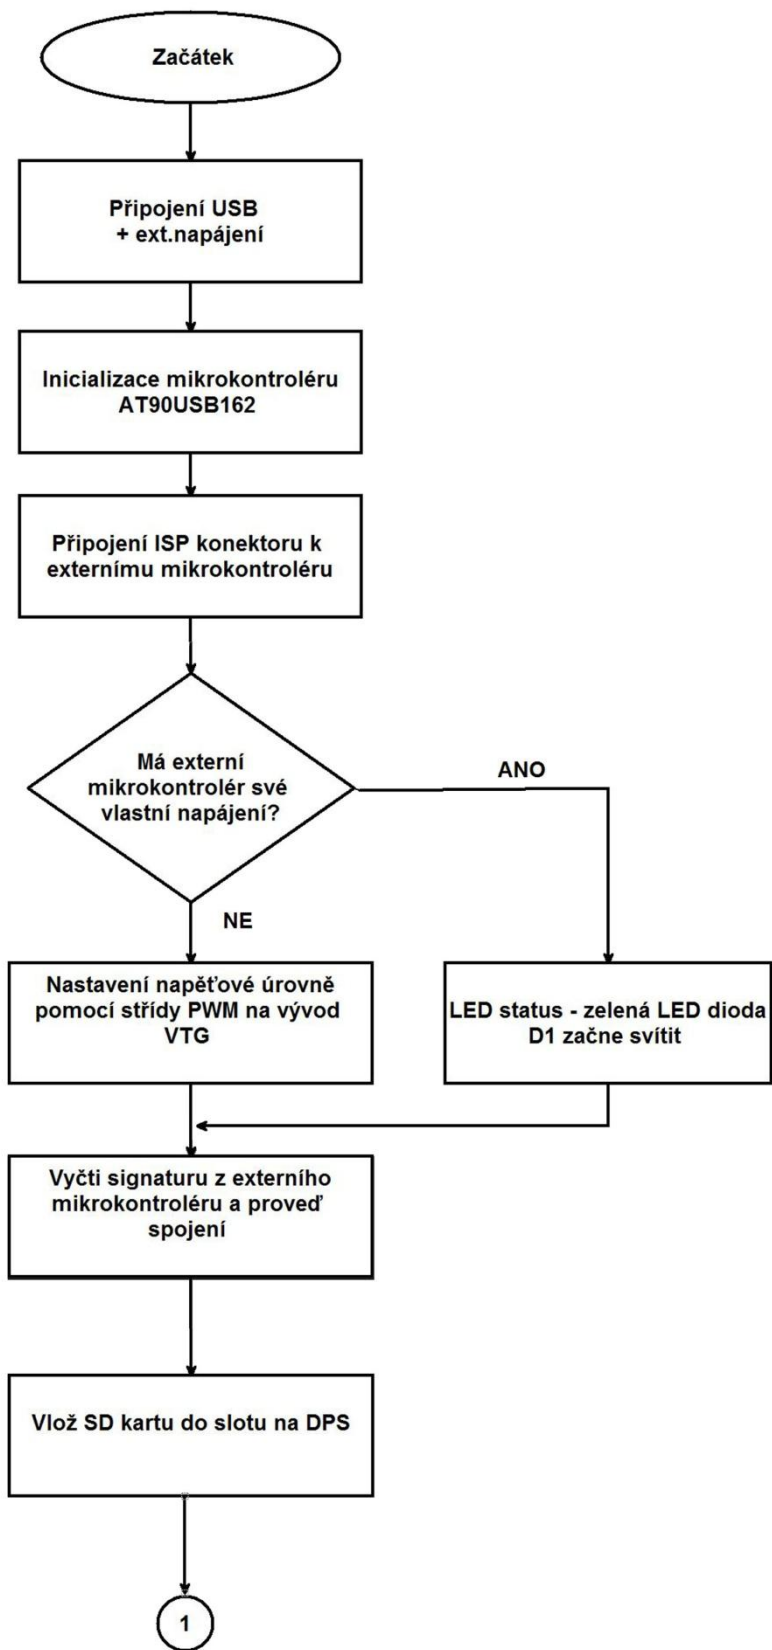 Začátek
Připojení USB
+ ext.napájení
Inicializace mikrokontroléru
AT90USB162
Připojení ISP konektoru k
externímu mikrokontroléru
Má externí
mikrokontrolér své
vlastní napájení?
ANO
NE
Nastavení napěťové úrovně
pomocí střídy PWM na vývod
VTG
LED status - zelená LED dioda
D1 začne svítit
Vyčti signaturu z externího
mikrokontroléru a proveď
spojení
Vlož SD kartu do slotu na DPS
1